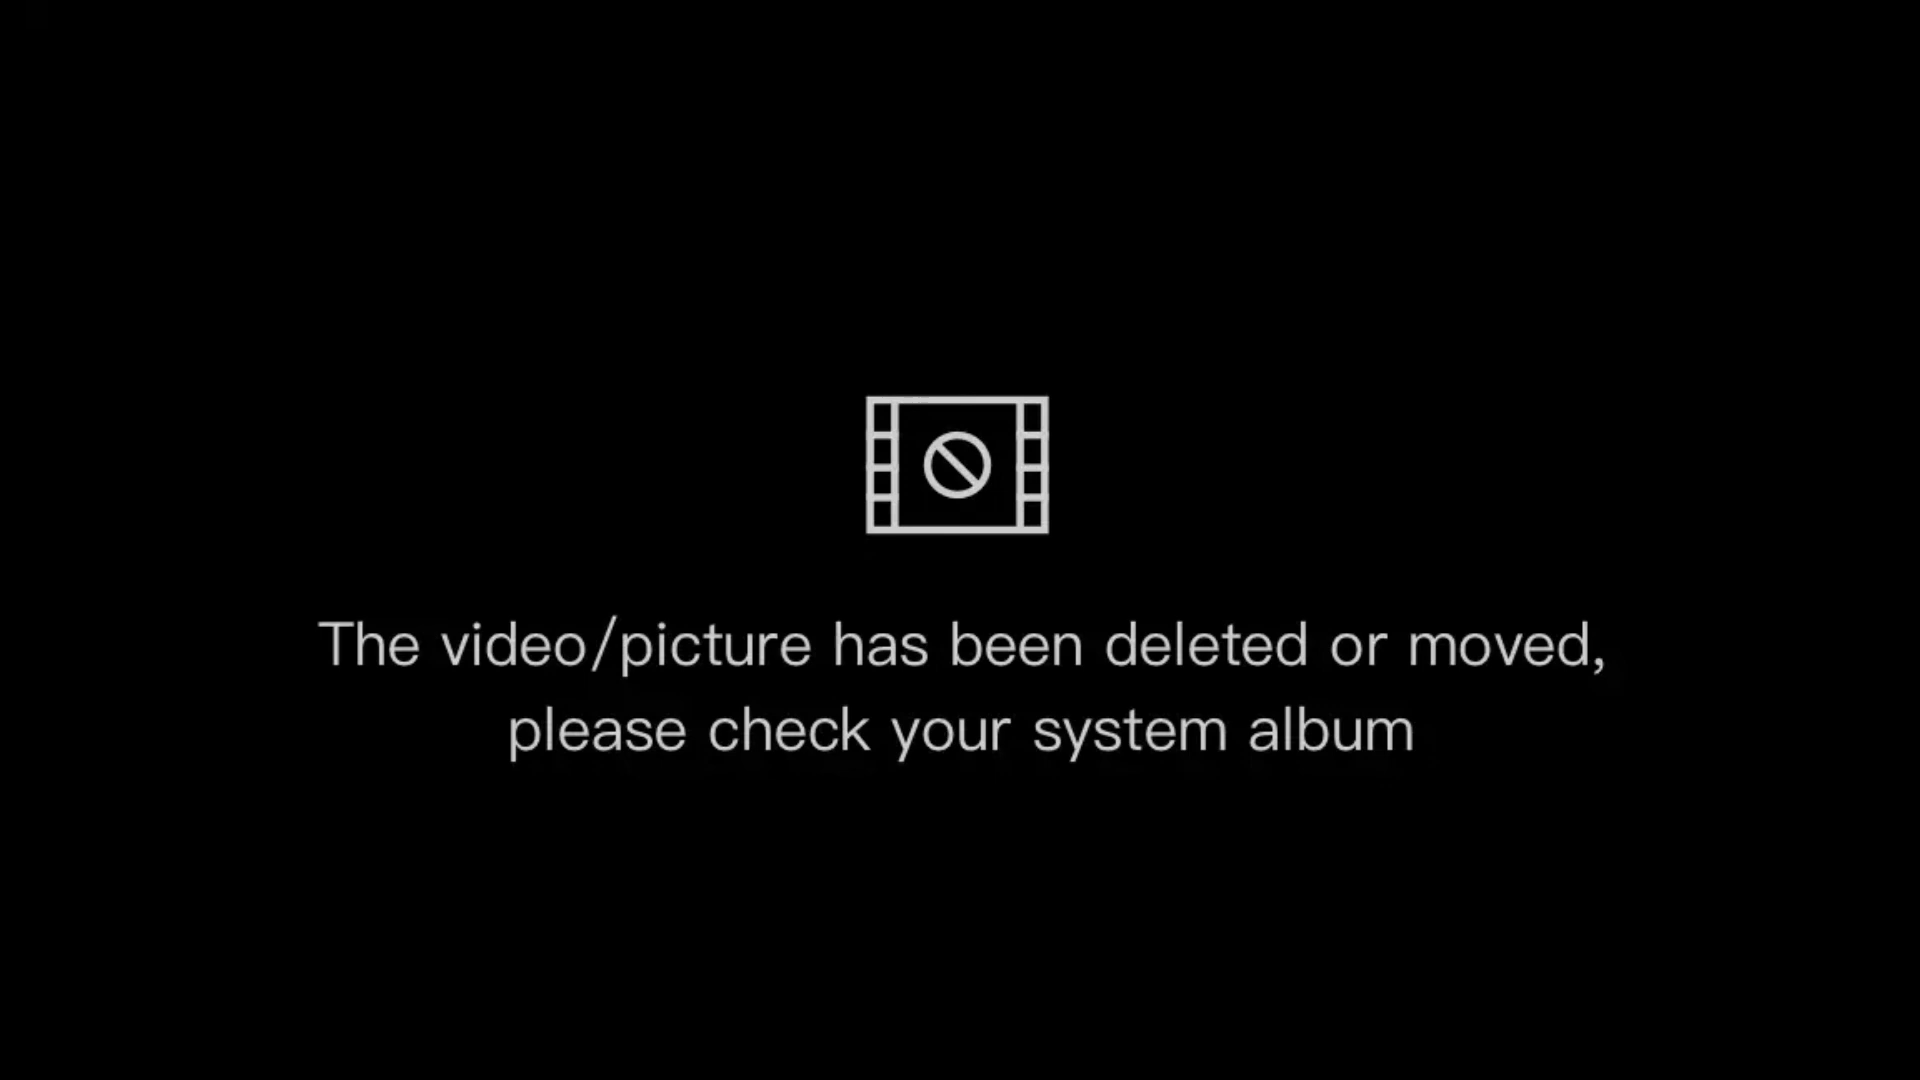 The video/picture has been deleted or moved,
please check your system album